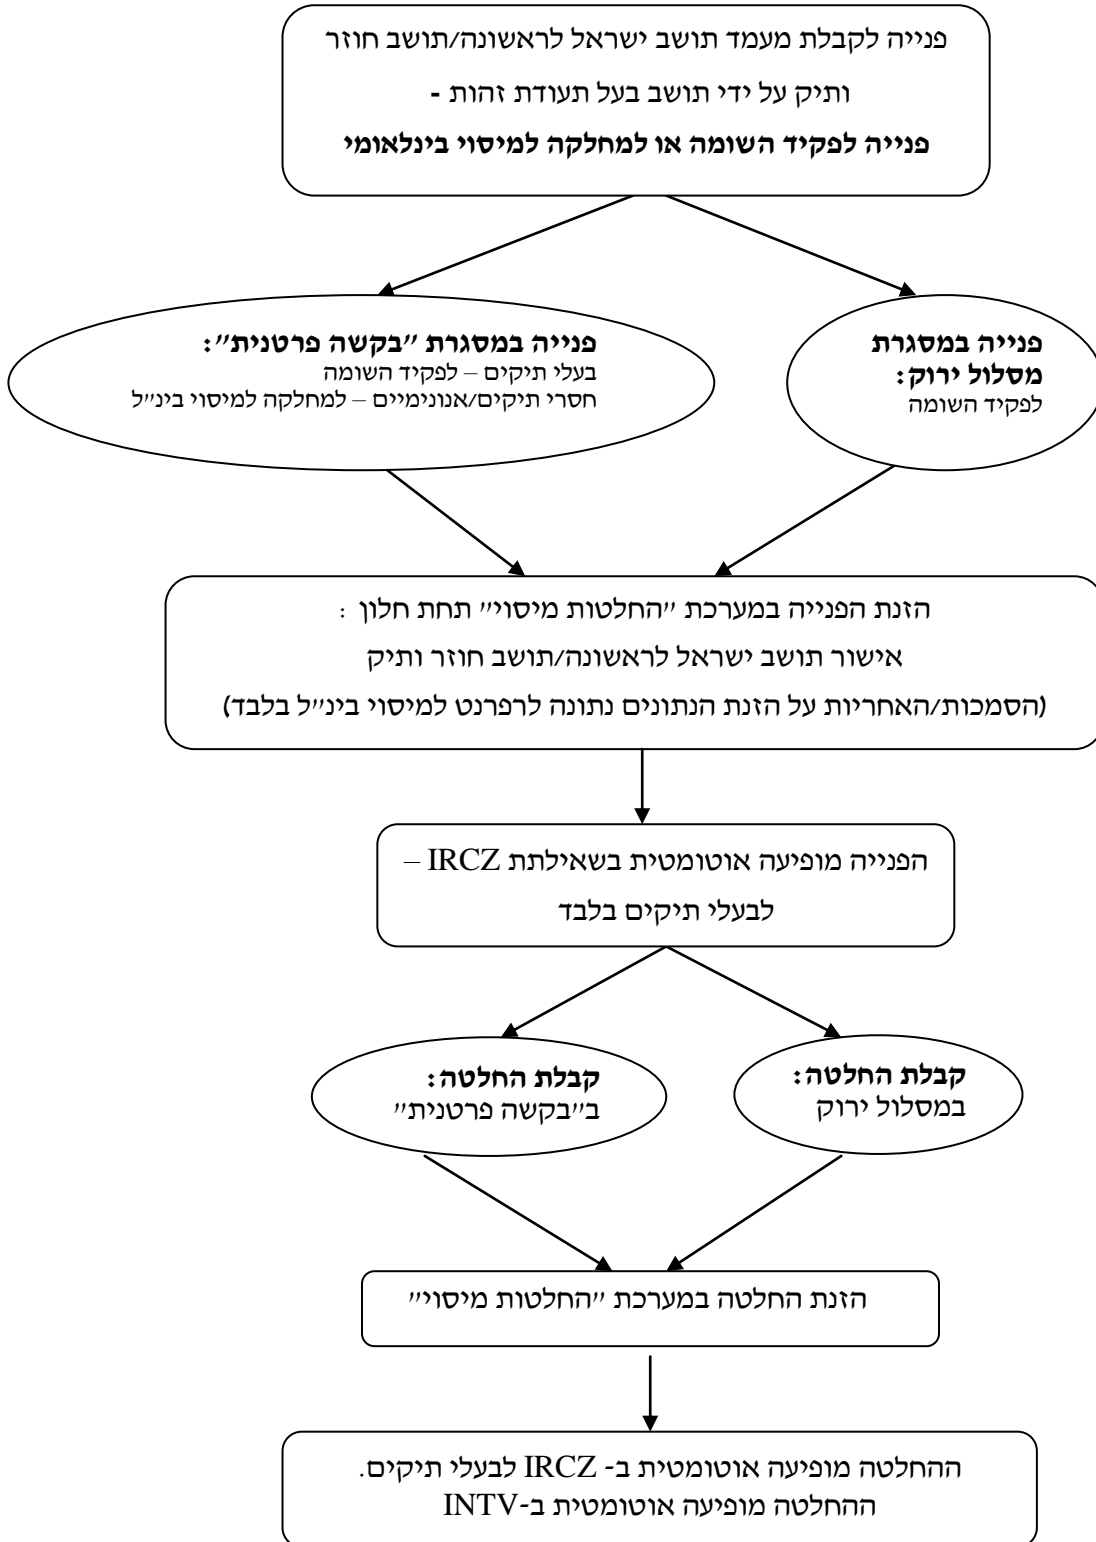 פנייה לקבלת מעמד תושב ישראל לראשונה/תושב חוזר
ותיק על ידי תושב בעל תעודת זהות -
פנייה לפקיד השומה או למחלקה למיסוי בינלאומי
פנייה במסגרת
מסלול ירוק:
לפקיד השומה
פנייה במסגרת "בקשה פרטנית":
בעלי תיקים – לפקיד השומה
חסרי תיקים/אנונימיים – למחלקה למיסוי בינ"ל
הזנת הפנייה במערכת "החלטות מיסוי" תחת חלון :
אישור תושב ישראל לראשונה/תושב חוזר ותיק
(הסמכות/האחריות על הזנת הנתונים נתונה לרפרנט למיסוי בינ"ל בלבד)
הפנייה מופיעה אוטומטית בשאילתת IRCZ –
לבעלי תיקים בלבד
קבלת החלטה:
במסלול ירוק
קבלת החלטה:
ב"בקשה פרטנית"
הזנת החלטה במערכת "החלטות מיסוי"
ההחלטה מופיעה אוטומטית ב- IRCZ לבעלי תיקים.
ההחלטה מופיעה אוטומטית ב-INTV